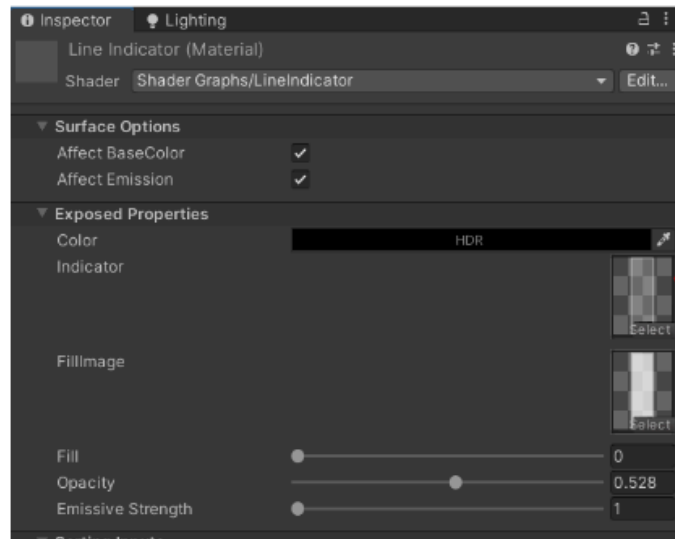 Inspector Lighting
Line Indicator (Material)
Shader Shader Graphs/LineIndicator Edit...
Surface Options
Affect BaseColor
Affect Emission
Exposed Properties
Color HDR
Indicator
Select
FillImage
Select
Fill 0
Opacity 0.528
Emissive Strength 1